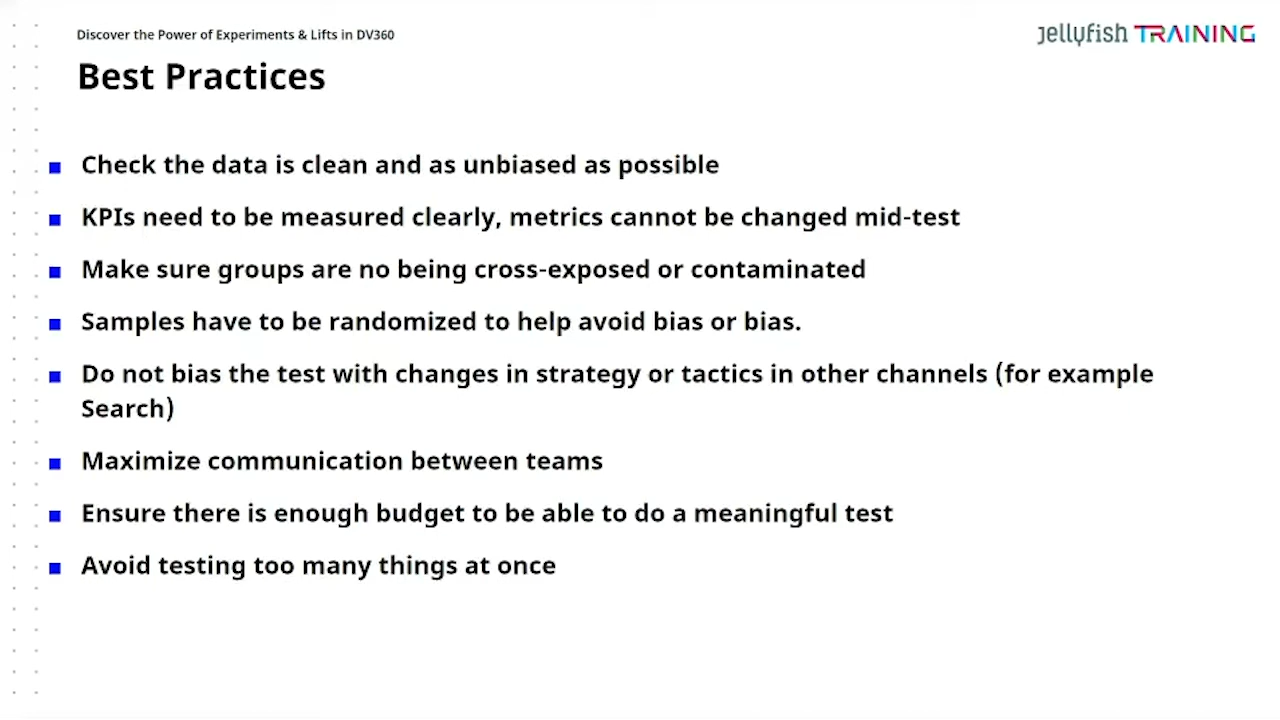 Discover the Power of Experiments & Lifts in DV360
jellyfish TRAINING
Best Practices
Check the data is clean and as unbiased as possible
KPIs need to be measured clearly, metrics cannot be changed mid-test
Make sure groups are no being cross-exposed or contaminated
Samples have to be randomized to help avoid bias or bias.
Do not bias the test with changes in strategy or tactics in other channels (for example
Search)
Maximize communication between teams
Ensure there is enough budget to be able to do a meaningful test
Avoid testing too many things at once